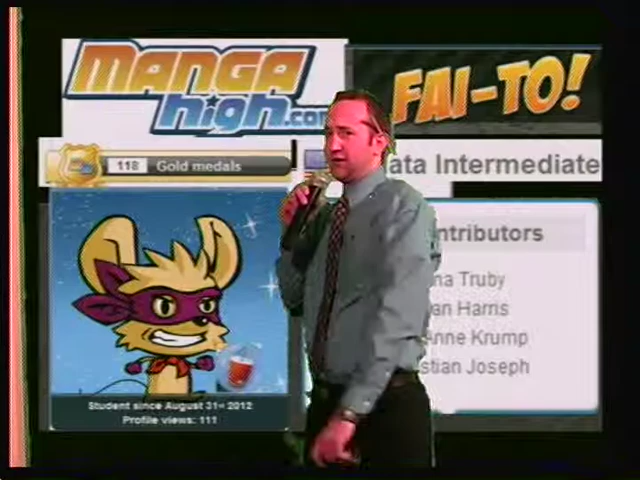 MANGA
high.com
FAI-TO!
118 Gold medals
ata Intermediate
ntributors
na Truby
an Harris
Anne Krump
stian Joseph
Student since August 31st 2012
Profile views: 111